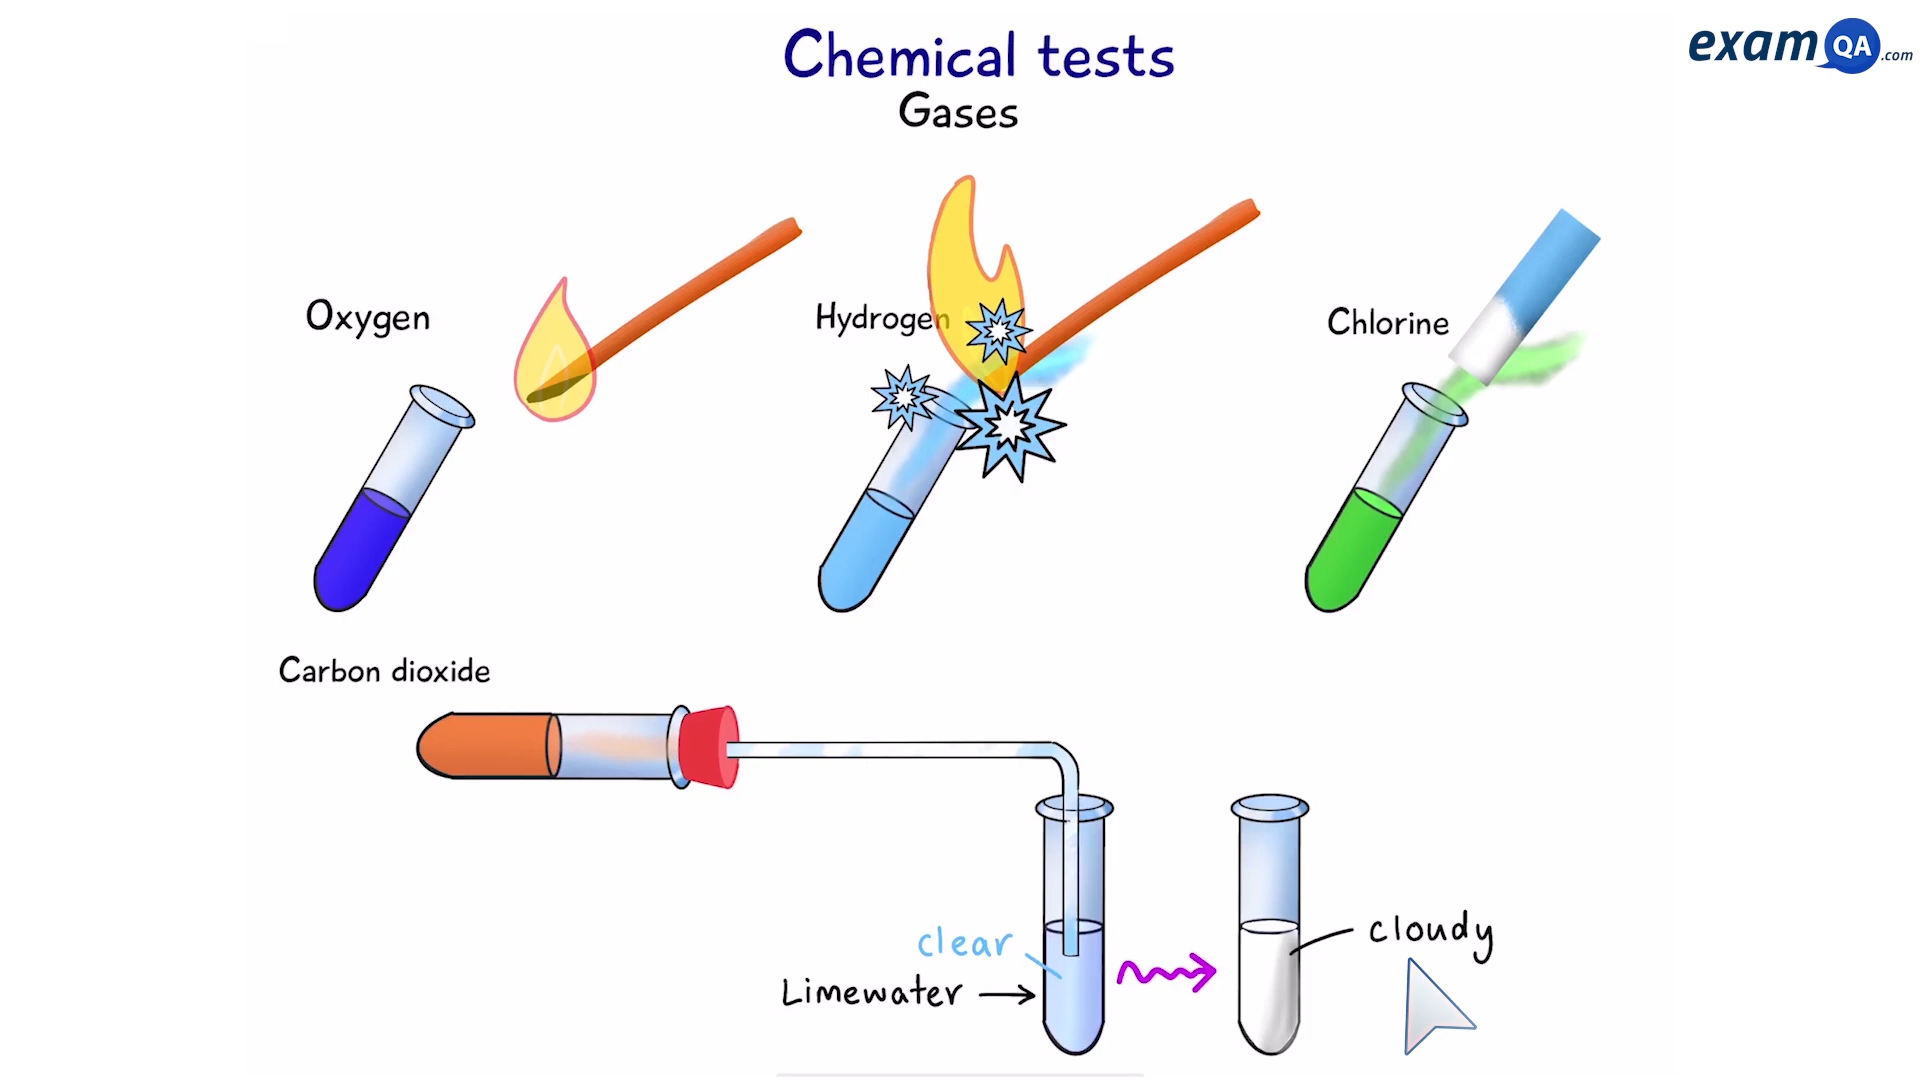 Chemical tests
Gases
examQA.com
Oxygen
Hydrogen
Chlorine
Carbon dioxide
clear
Limewater
cloudy